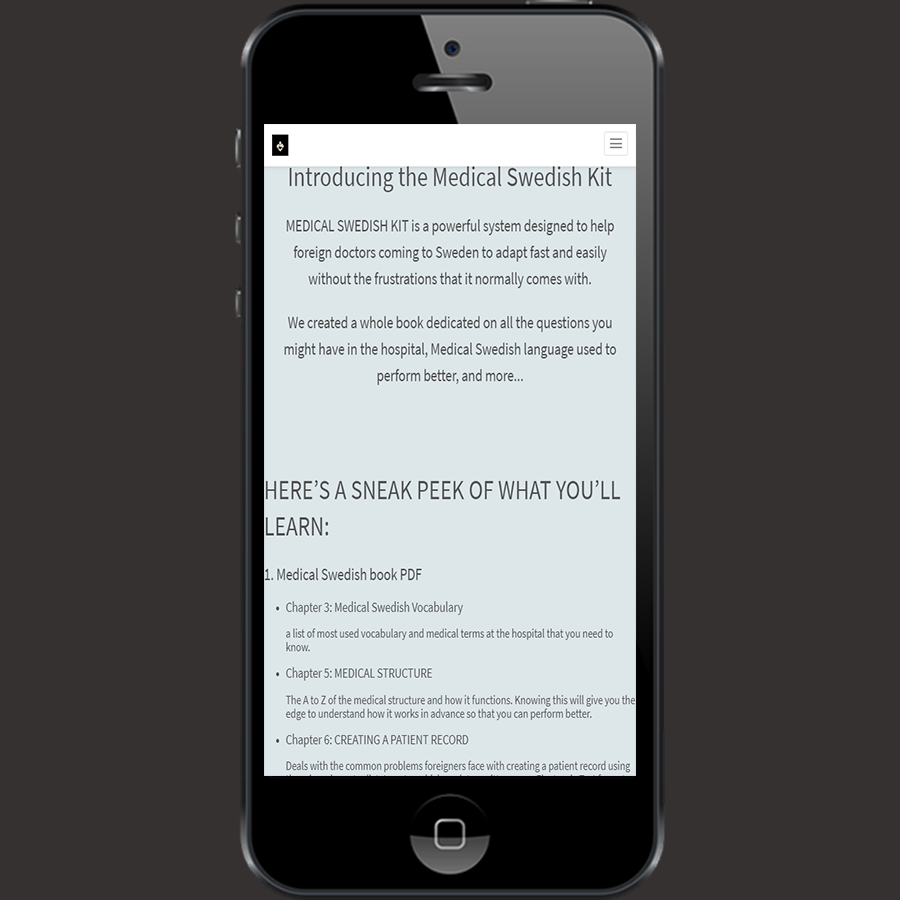 Introducing the Medical Swedish Kit
MEDICAL SWEDISH KIT is a powerful system designed to help
foreign doctors coming to Sweden to adapt fast and easily
without the frustrations that it normally comes with.
We created a whole book dedicated on all the questions you
might have in the hospital, Medical Swedish language used to
perform better, and more...
HERE’S A SNEAK PEEK OF WHAT YOU’LL
LEARN:
1. Medical Swedish book PDF
• Chapter 3: Medical Swedish Vocabulary
a list of most used vocabulary and medical terms at the hospital that you need to
know.
• Chapter 5: MEDICAL STRUCTURE
The A to Z of the medical structure and how it functions. Knowing this will give you the
edge to understand how it works in advance so that you can perform better.
• Chapter 6: CREATING A PATIENT RECORD
Deals with the common problems foreigners face with creating a patient record using